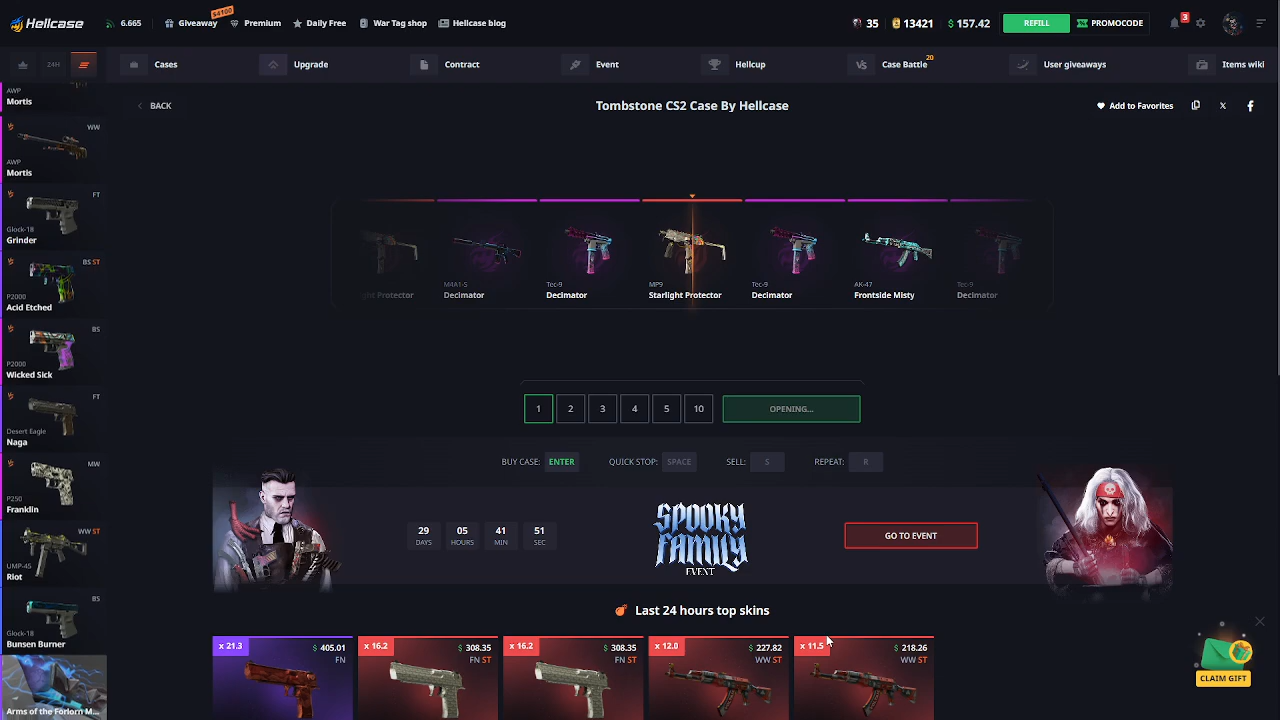 Hellcase
6.665
Giveaway
$4100
Premium
Daily Free
War Tag shop
Hellcase blog
35
13421
$ 157.42
REFILL
PROMOCODE
3
24H
Cases
Upgrade
Contract
Event
Hellcup
VS
Case Battle
20
User giveaways
Items wiki
AWP
Mortis
WW
AWP
Mortis
FT
Glock-18
Grinder
BS ST
P2000
Acid Etched
BS
P2000
Wicked Sick
FT
Desert Eagle
Naga
MW
P250
Franklin
WW ST
UMP-45
Riot
BS
Glock-18
Bunsen Burner
Arms of the Forlorn M...
BACK
Tombstone CS2 Case By Hellcase
Add to Favorites
Protector
M4A1-S
Decimator
Tec-9
Decimator
MP9
Starlight Protector
Tec-9
Decimator
AK-47
Frontside Misty
Tec-9
Decimator
1
2
3
4
5
10
OPENING...
BUY CASE: ENTER
QUICK STOP: SPACE
SELL: S
REPEAT: R
29
DAYS
05
HOURS
41
MIN
51
SEC
SPOOKY
FAMILY
EVENT
GO TO EVENT
Last 24 hours top skins
x 21.3
$ 405.01
FN
x 16.2
$ 308.35
FN ST
x 16.2
$ 308.35
FN ST
x 12.0
$ 227.82
WW ST
x 11.5
$ 218.26
WW ST
CLAIM GIFT